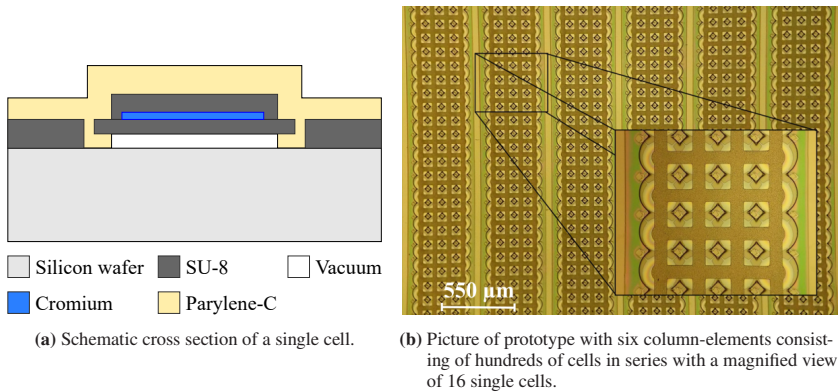 Silicon wafer SU-8 Vacuum
Cromium Parylene-C
(a) Schematic cross section of a single cell.
550 µm
(b) Picture of prototype with six column-elements consist-
ing of hundreds of cells in series with a magnified view
of 16 single cells.